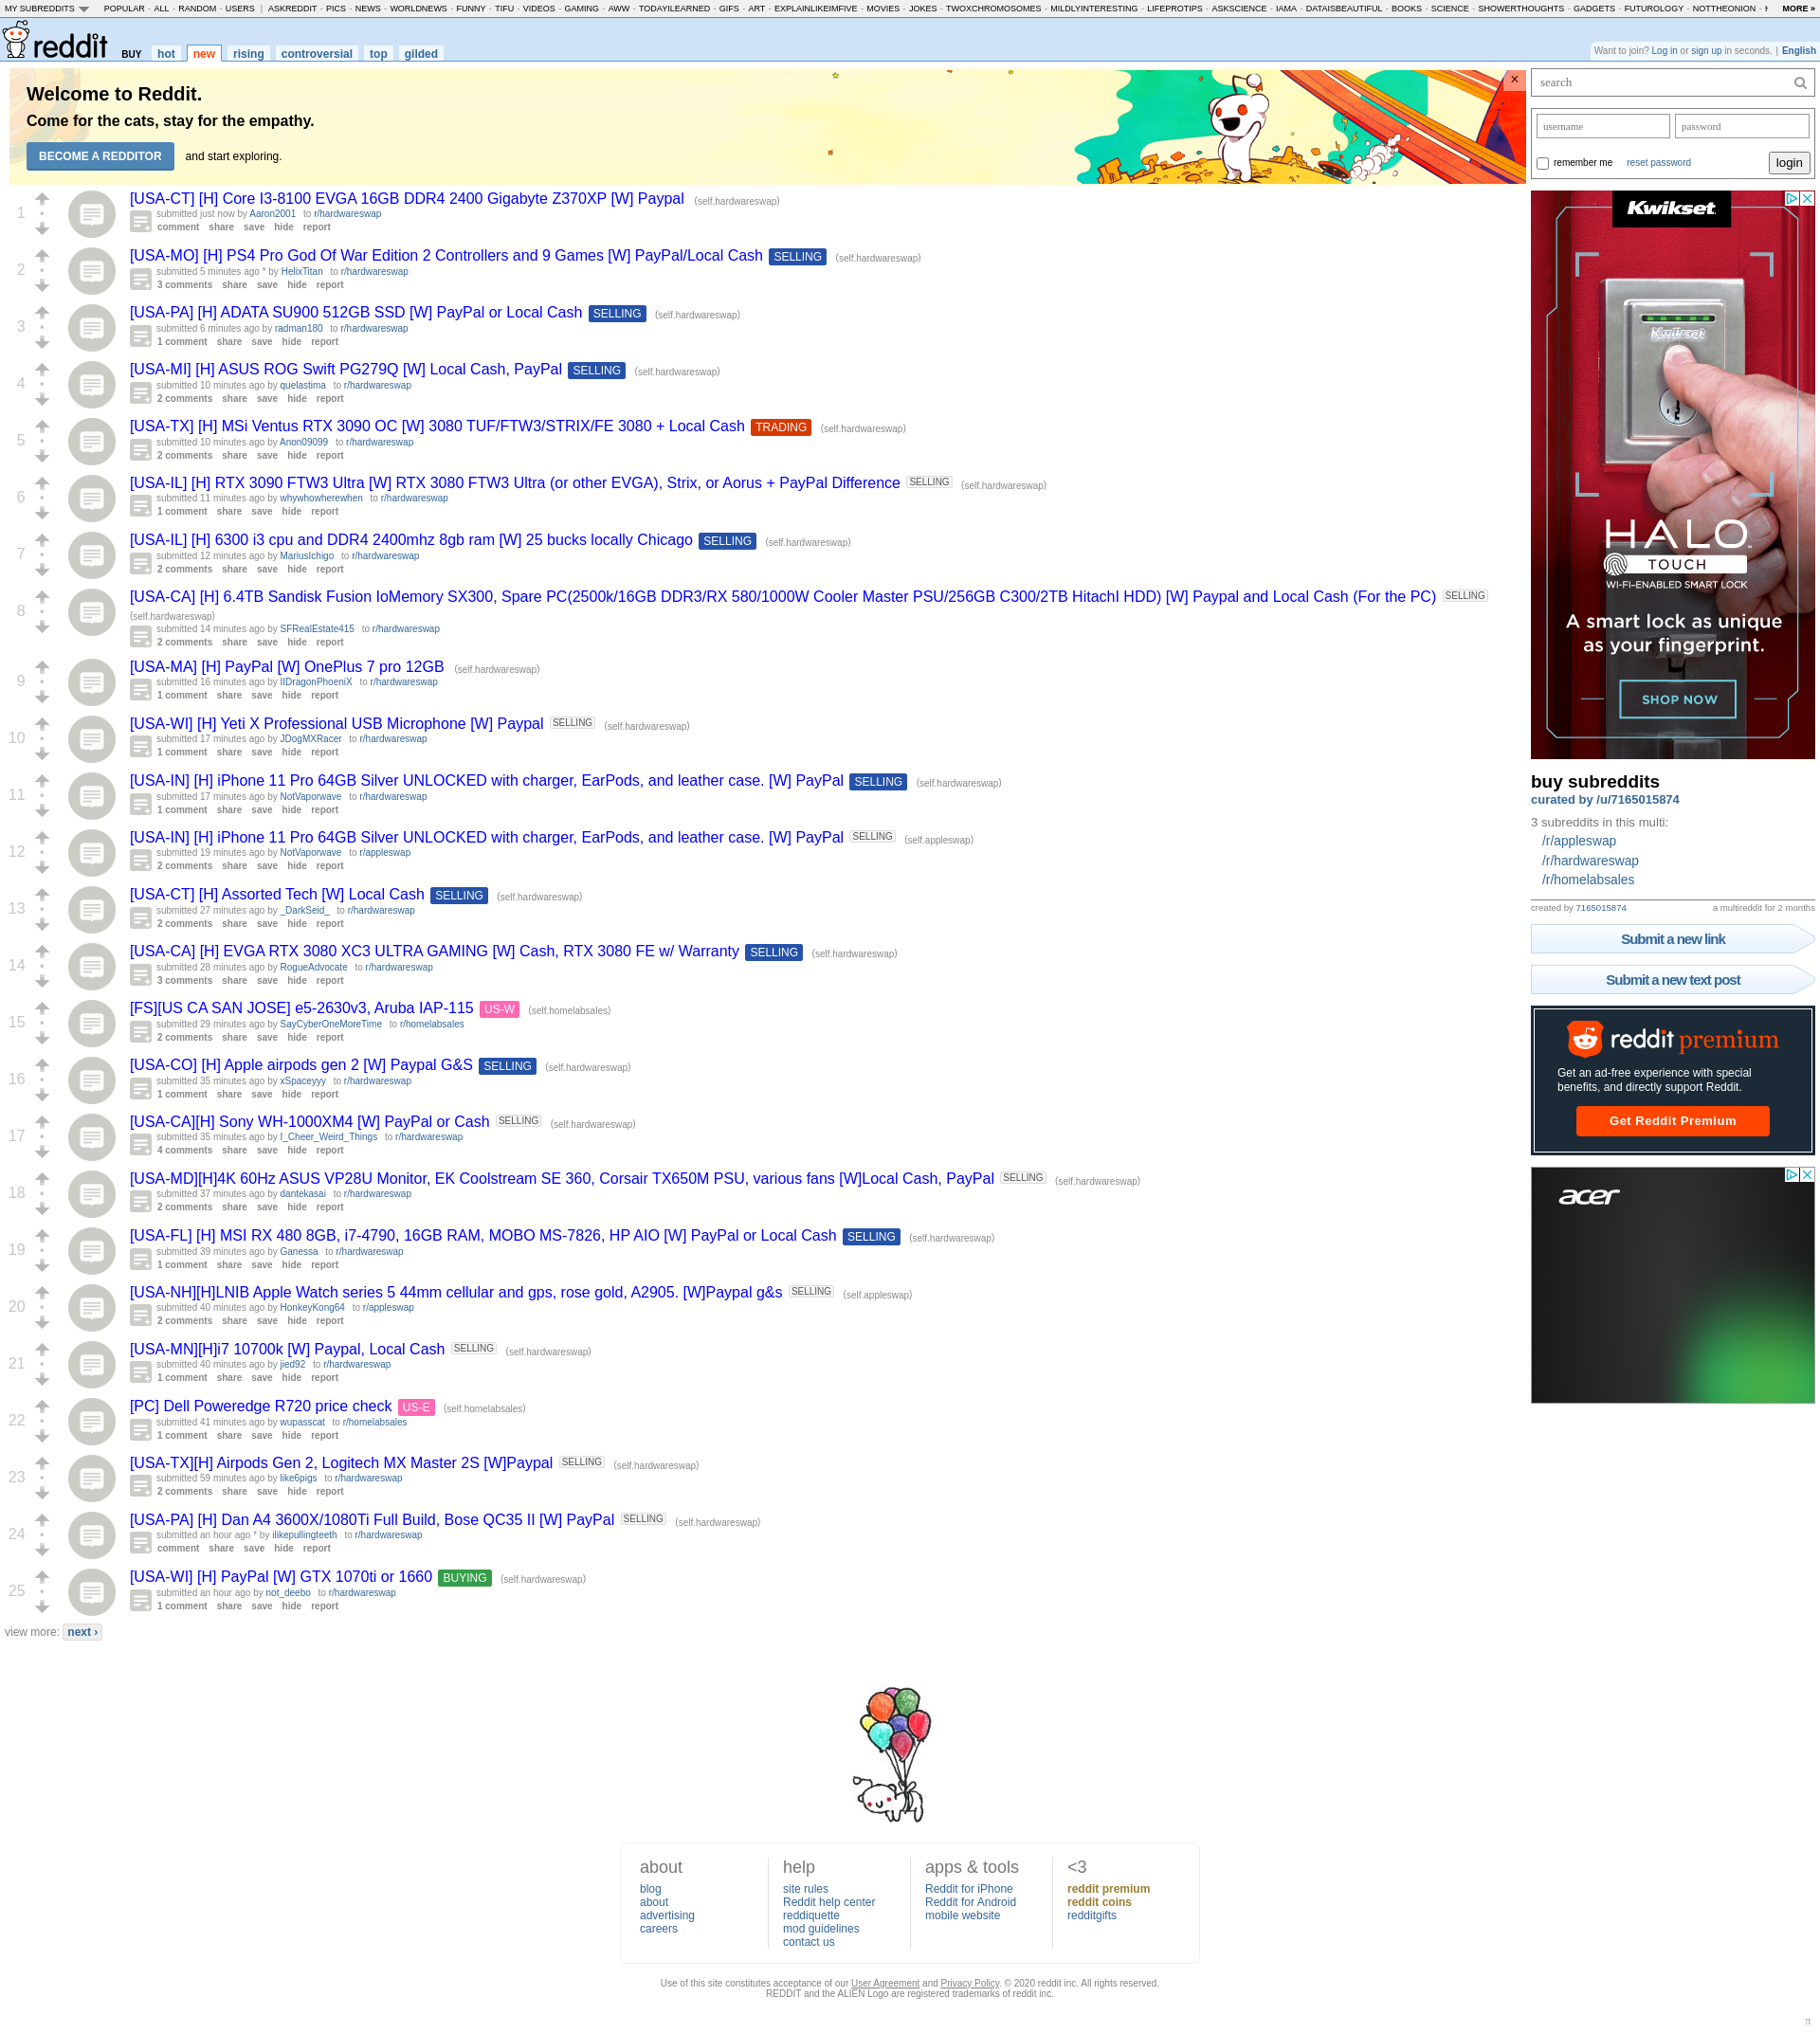 MY SUBREDDITS POPULAR - ALL - RANDOM - USERS | ASKREDDIT - PICS - NEWS - WORLDNEWS - FUNNY - TIFU - VIDEOS - GAMING - AWW - TODAYILEARNED - GIFS - ART - EXPLAINLIKEIMFIVE - MOVIES - JOKES - TWOXCHROMOSOMES - MILDLYINTERESTING - LIFEPROTIPS - ASKSCIENCE - IAMA - DATAISBEAUTIFUL - BOOKS - SCIENCE - SHOWERTHOUGHTS - GADGETS - FUTUROLOGY - NOTTHEONION - MORE »
reddit BUY hot new rising controversial top gilded
Want to join? Log in or sign up in seconds. | English
Welcome to Reddit.
Come for the cats, stay for the empathy.
BECOME A REDDITOR and start exploring.
×
1
[USA-CT] [H] Core I3-8100 EVGA 16GB DDR4 2400 Gigabyte Z370XP [W] Paypal (self.hardwareswap)
submitted just now by Aaron2001 to r/hardwareswap
comment share save hide report
2
[USA-MO] [H] PS4 Pro God Of War Edition 2 Controllers and 9 Games [W] PayPal/Local Cash SELLING (self.hardwareswap)
submitted 5 minutes ago * by HelixTitan to r/hardwareswap
3 comments share save hide report
3
[USA-PA] [H] ADATA SU900 512GB SSD [W] PayPal or Local Cash SELLING (self.hardwareswap)
submitted 6 minutes ago by radman180 to r/hardwareswap
1 comment share save hide report
4
[USA-MI] [H] ASUS ROG Swift PG279Q [W] Local Cash, PayPal SELLING (self.hardwareswap)
submitted 10 minutes ago by quelastima to r/hardwareswap
2 comments share save hide report
5
[USA-TX] [H] MSi Ventus RTX 3090 OC [W] 3080 TUF/FTW3/STRIX/FE 3080 + Local Cash TRADING (self.hardwareswap)
submitted 10 minutes ago by Anon09099 to r/hardwareswap
2 comments share save hide report
6
[USA-IL] [H] RTX 3090 FTW3 Ultra [W] RTX 3080 FTW3 Ultra (or other EVGA), Strix, or Aorus + PayPal Difference SELLING (self.hardwareswap)
submitted 11 minutes ago by whywhowherewhen to r/hardwareswap
1 comment share save hide report
7
[USA-IL] [H] 6300 i3 cpu and DDR4 2400mhz 8gb ram [W] 25 bucks locally Chicago SELLING (self.hardwareswap)
submitted 12 minutes ago by MariusIchigo to r/hardwareswap
2 comments share save hide report
8
[USA-CA] [H] 6.4TB Sandisk Fusion IoMemory SX300, Spare PC(2500k/16GB DDR3/RX 580/1000W Cooler Master PSU/256GB C300/2TB HitachI HDD) [W] Paypal and Local Cash (For the PC) SELLING
(self.hardwareswap)
submitted 14 minutes ago by SFRealEstate415 to r/hardwareswap
2 comments share save hide report
9
[USA-MA] [H] PayPal [W] OnePlus 7 pro 12GB (self.hardwareswap)
submitted 16 minutes ago by IIDragonPhoeniX to r/hardwareswap
1 comment share save hide report
10
[USA-WI] [H] Yeti X Professional USB Microphone [W] Paypal SELLING (self.hardwareswap)
submitted 17 minutes ago by JDogMXRacer to r/hardwareswap
1 comment share save hide report
11
[USA-IN] [H] iPhone 11 Pro 64GB Silver UNLOCKED with charger, EarPods, and leather case. [W] PayPal SELLING (self.hardwareswap)
submitted 17 minutes ago by NotVaporwave to r/hardwareswap
1 comment share save hide report
12
[USA-IN] [H] iPhone 11 Pro 64GB Silver UNLOCKED with charger, EarPods, and leather case. [W] PayPal SELLING (self.appleswap)
submitted 19 minutes ago by NotVaporwave to r/appleswap
2 comments share save hide report
13
[USA-CT] [H] Assorted Tech [W] Local Cash SELLING (self.hardwareswap)
submitted 27 minutes ago by _DarkSeid_ to r/hardwareswap
2 comments share save hide report
14
[USA-CA] [H] EVGA RTX 3080 XC3 ULTRA GAMING [W] Cash, RTX 3080 FE w/ Warranty SELLING (self.hardwareswap)
submitted 28 minutes ago by RogueAdvocate to r/hardwareswap
3 comments share save hide report
15
[FS][US CA SAN JOSE] e5-2630v3, Aruba IAP-115 US-W (self.homelabsales)
submitted 29 minutes ago by SayCyberOneMoreTime to r/homelabsales
2 comments share save hide report
16
[USA-CO] [H] Apple airpods gen 2 [W] Paypal G&S SELLING (self.hardwareswap)
submitted 35 minutes ago by xSpaceyyy to r/hardwareswap
1 comment share save hide report
17
[USA-CA][H] Sony WH-1000XM4 [W] PayPal or Cash SELLING (self.hardwareswap)
submitted 35 minutes ago by I_Cheer_Weird_Things to r/hardwareswap
4 comments share save hide report
18
[USA-MD][H]4K 60Hz ASUS VP28U Monitor, EK Coolstream SE 360, Corsair TX650M PSU, various fans [W]Local Cash, PayPal SELLING (self.hardwareswap)
submitted 37 minutes ago by dantekasai to r/hardwareswap
2 comments share save hide report
19
[USA-FL] [H] MSI RX 480 8GB, i7-4790, 16GB RAM, MOBO MS-7826, HP AIO [W] PayPal or Local Cash SELLING (self.hardwareswap)
submitted 39 minutes ago by Ganessa to r/hardwareswap
1 comment share save hide report
20
[USA-NH][H]LNIB Apple Watch series 5 44mm cellular and gps, rose gold, A2905. [W]Paypal g&s SELLING (self.appleswap)
submitted 40 minutes ago by HonkeyKong64 to r/appleswap
2 comments share save hide report
21
[USA-MN][H]i7 10700k [W] Paypal, Local Cash SELLING (self.hardwareswap)
submitted 40 minutes ago by jied92 to r/hardwareswap
1 comment share save hide report
22
[PC] Dell Poweredge R720 price check US-E (self.homelabsales)
submitted 41 minutes ago by wupasscat to r/homelabsales
1 comment share save hide report
23
[USA-TX][H] Airpods Gen 2, Logitech MX Master 2S [W]Paypal SELLING (self.hardwareswap)
submitted 59 minutes ago by like6pigs to r/hardwareswap
2 comments share save hide report
24
[USA-PA] [H] Dan A4 3600X/1080Ti Full Build, Bose QC35 II [W] PayPal SELLING (self.hardwareswap)
submitted an hour ago * by ilikepullingteeth to r/hardwareswap
comment share save hide report
25
[USA-WI] [H] PayPal [W] GTX 1070ti or 1660 BUYING (self.hardwareswap)
submitted an hour ago by not_deebo to r/hardwareswap
1 comment share save hide report
view more: next ›
search
username password
remember me reset password login
Kwikset
Kwikset
HALO
TOUCH
WI-FI-ENABLED SMART LOCK
A smart lock as unique
as your fingerprint.
SHOP NOW
buy subreddits
curated by /u/7165015874
3 subreddits in this multi:
/r/appleswap
/r/hardwareswap
/r/homelabsales
created by 7165015874 a multireddit for 2 months
Submit a new link
Submit a new text post
reddit premium
Get an ad-free experience with special
benefits, and directly support Reddit.
Get Reddit Premium
acer
about
blog
about
advertising
careers
help
site rules
Reddit help center
reddiquette
mod guidelines
contact us
apps & tools
Reddit for iPhone
Reddit for Android
mobile website
<3
reddit premium
reddit coins
redditgifts
Use of this site constitutes acceptance of our User Agreement and Privacy Policy. © 2020 reddit inc. All rights reserved.
REDDIT and the ALIEN Logo are registered trademarks of reddit inc.
π